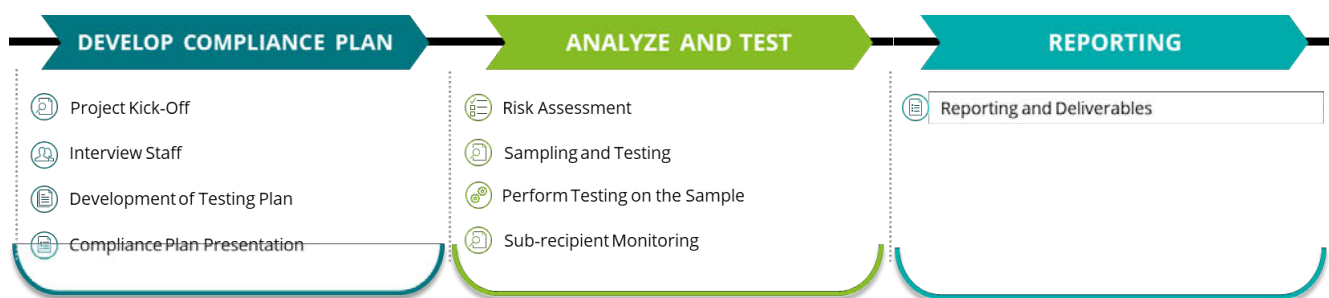 DEVELOP COMPLIANCE PLAN
Project Kick-Off
Interview Staff
Development of Testing Plan
Compliance Plan Presentation
ANALYZE AND TEST
Risk Assessment
Sampling and Testing
Perform Testing on the Sample
Sub-recipient Monitoring
REPORTING
Reporting and Deliverables